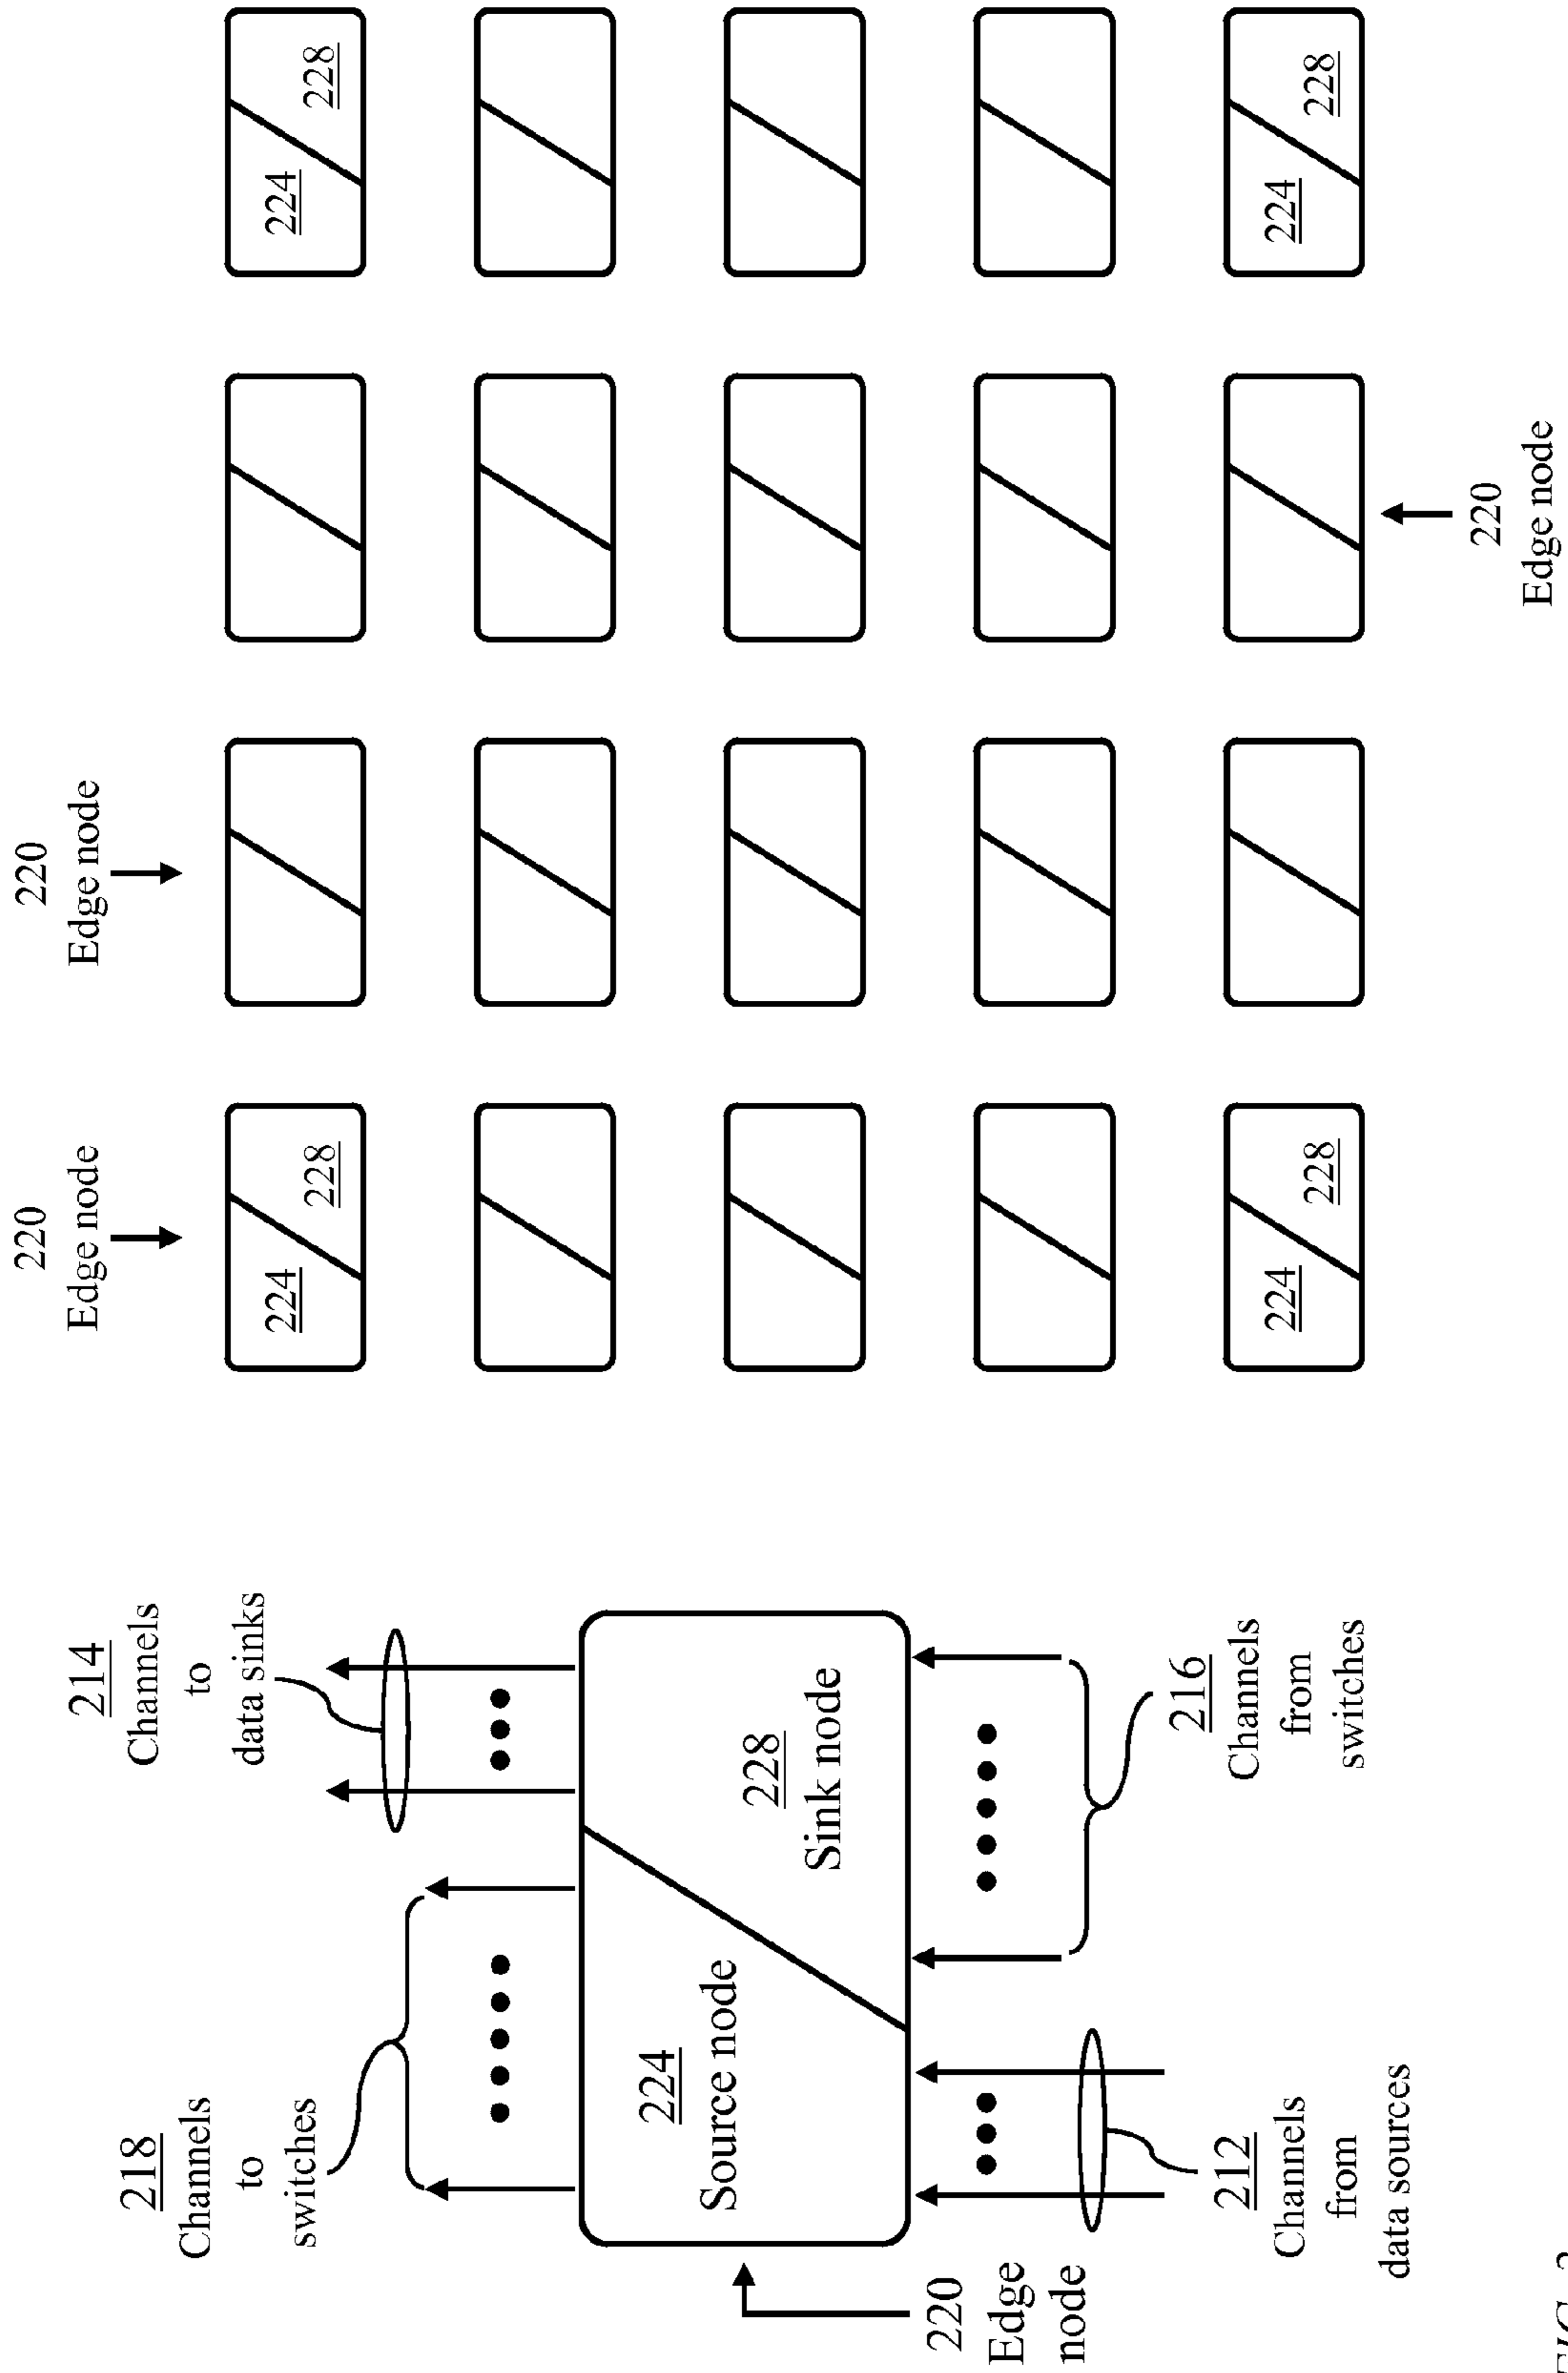 218
Channels
to
switches
214
Channels
to
data sinks
224
Source node
228
Sink node
220
Edge
node
212
Channels
from
data sources
216
Channels
from
switches
220
Edge node
220
Edge node
224
228
224
228
224
228
224
228
220
Edge node
FIG. 2